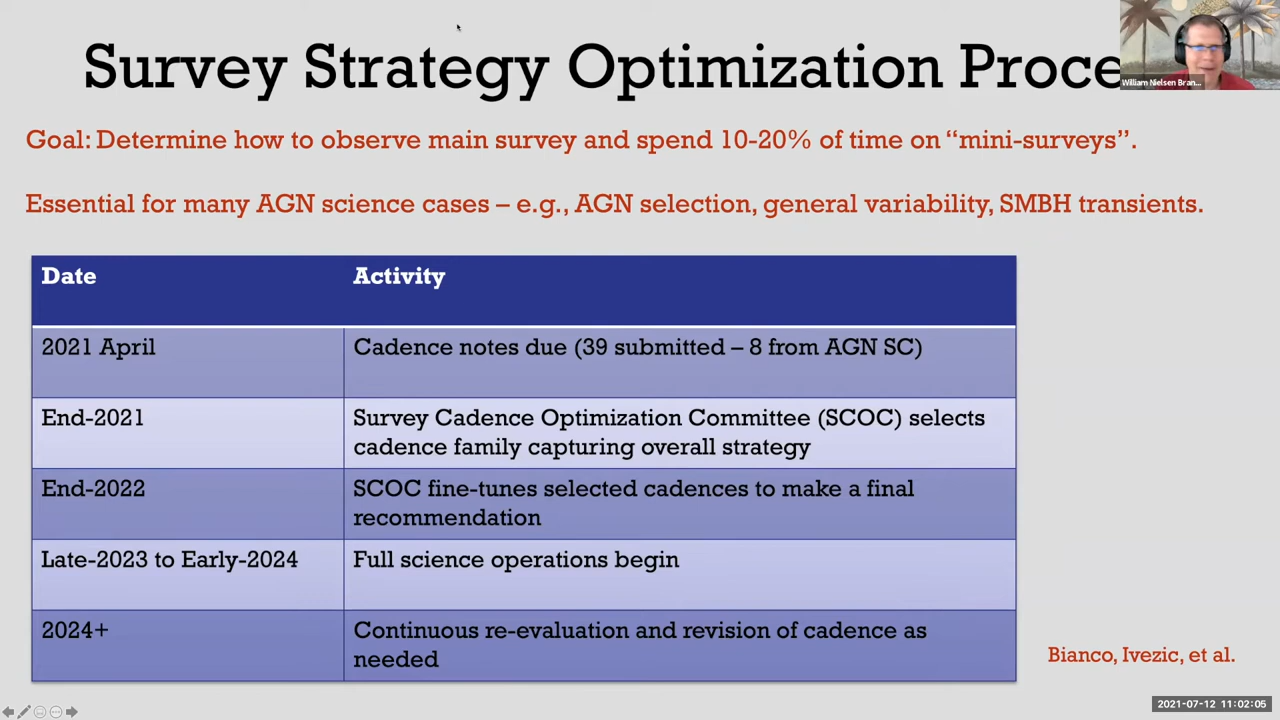 Survey Strategy Optimization Proce
William Nielsen Bran...
Goal: Determine how to observe main survey and spend 10-20% of time on “mini-surveys”.
Essential for many AGN science cases – e.g., AGN selection, general variability, SMBH transients.
Date Activity
2021 April Cadence notes due (39 submitted – 8 from AGN SC)
End-2021 Survey Cadence Optimization Committee (SCOC) selects
cadence family capturing overall strategy
End-2022 SCOC fine-tunes selected cadences to make a final
recommendation
Late-2023 to Early-2024 Full science operations begin
2024+ Continuous re-evaluation and revision of cadence as
needed
Bianco, Ivezic, et al.
2021-07-12 11:02:05